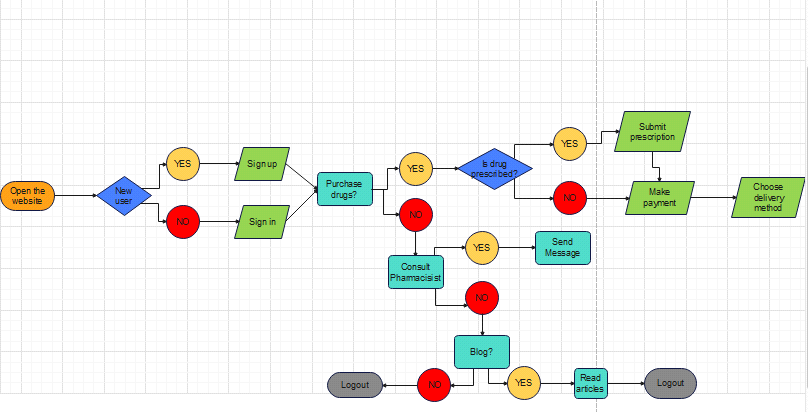 Open the
website
New
user
YES
NO
Sign up
Sign in
Purchase
drugs?
YES
NO
Is drug
prescribed?
YES
NO
Submit
prescription
Make
payment
Choose
delivery
method
Consult
Pharmacisist
YES
NO
Send
Message
Blog?
NO
YES
Logout
Read
articles
Logout